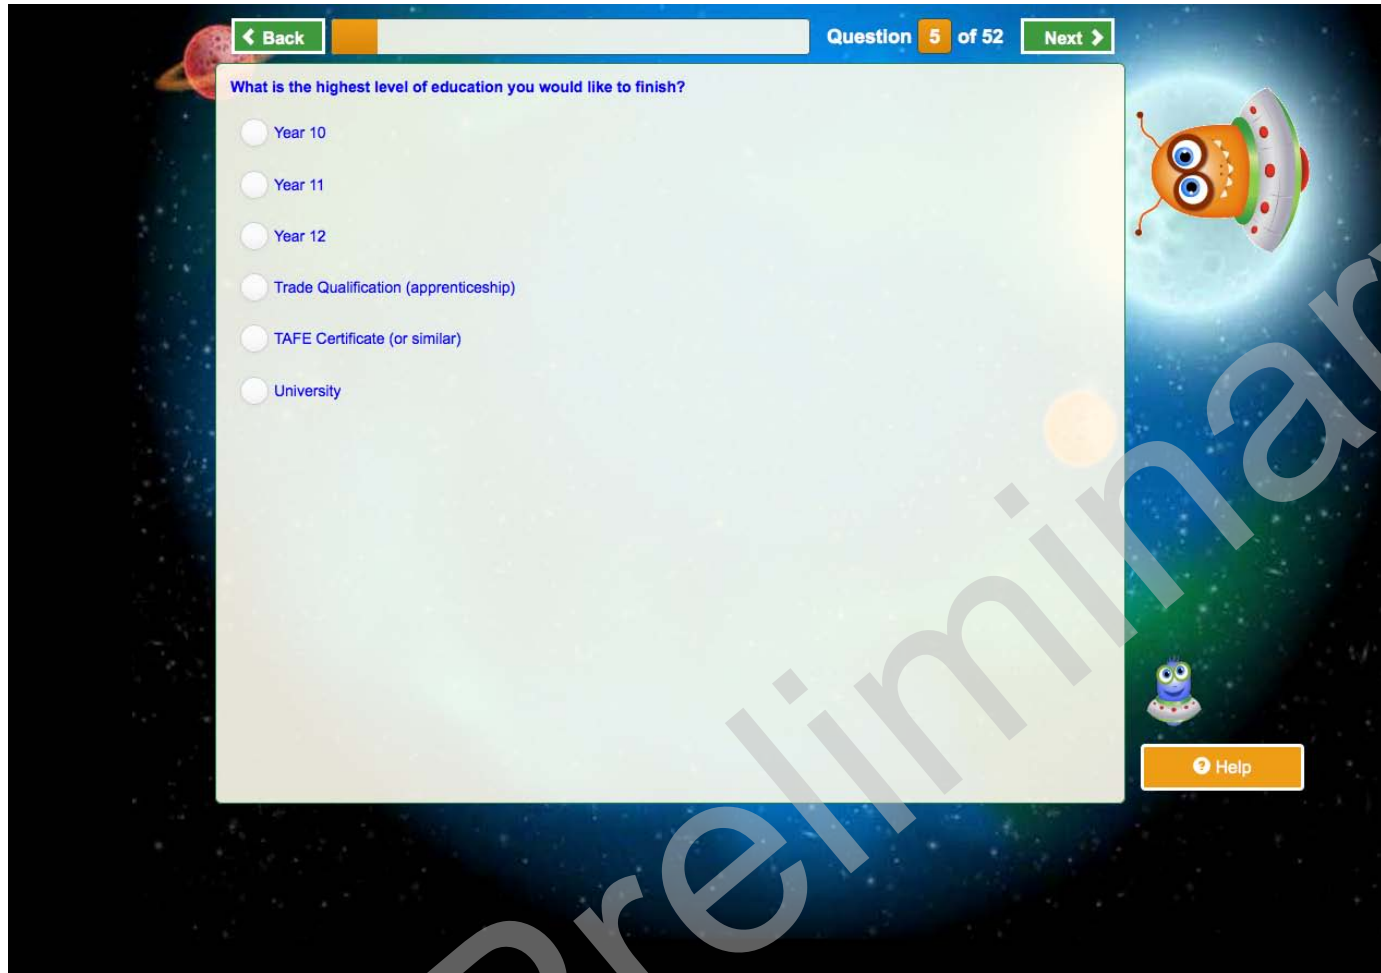 Back
Question 5 of 52
Next
What is the highest level of education you would like to finish?
Year 10
Year 11
Year 12
Trade Qualification (apprenticeship)
TAFE Certificate (or similar)
University
? Help
Preliminar